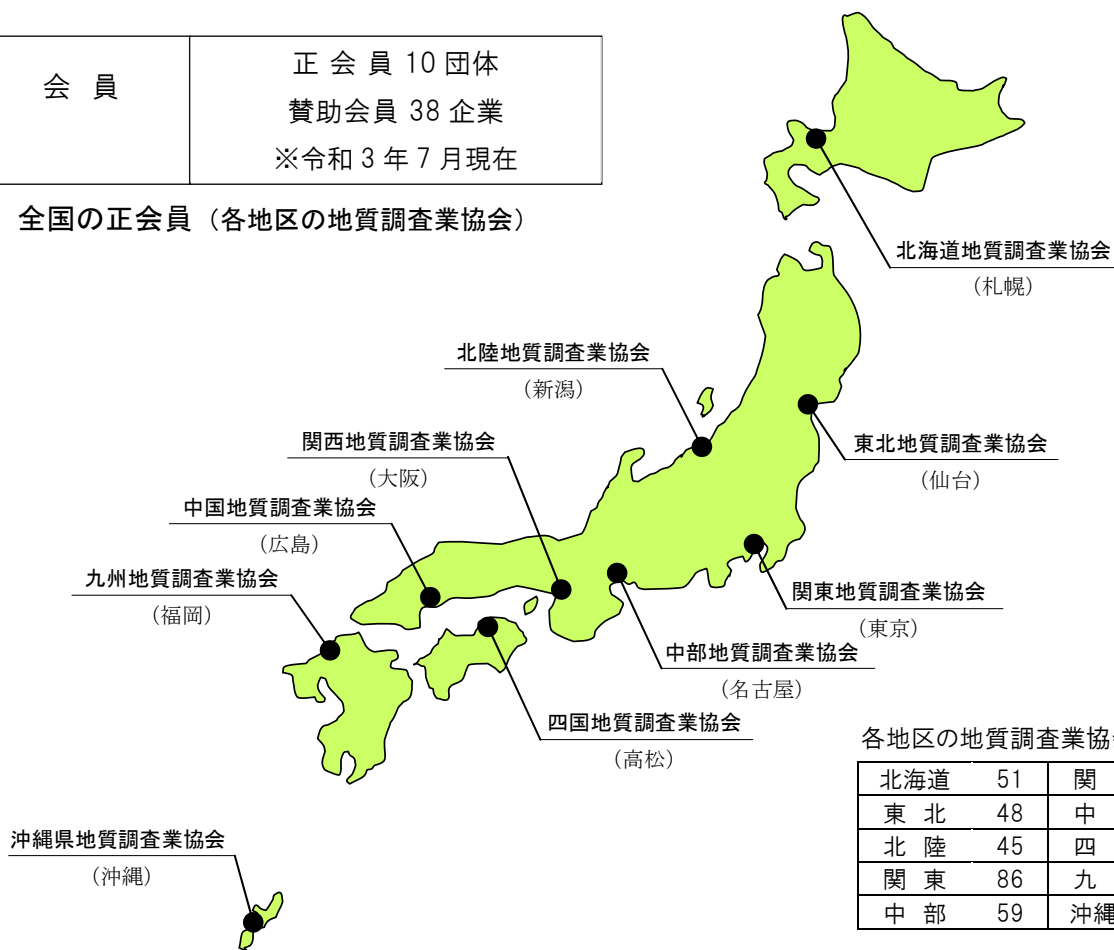 会 員
正 会 員 10 団体
賛助会員 38 企業
※令和 3 年 7 月現在
全国の正会員（各地区の地質調査業協会）
北海道地質調査業協会
（札幌）
北陸地質調査業協会
（新潟）
関西地質調査業協会
（大阪）
東北地質調査業協会
（仙台）
中国地質調査業協会
（広島）
九州地質調査業協会
（福岡）
関東地質調査業協会
（東京）
中部地質調査業協会
（名古屋）
四国地質調査業協会
（高松）
沖縄県地質調査業協会
（沖縄）
各地区の地質調査業協会
北海道 51 関
東 北 48 中
北 陸 45 四
関 東 86 九
中 部 59 沖縄